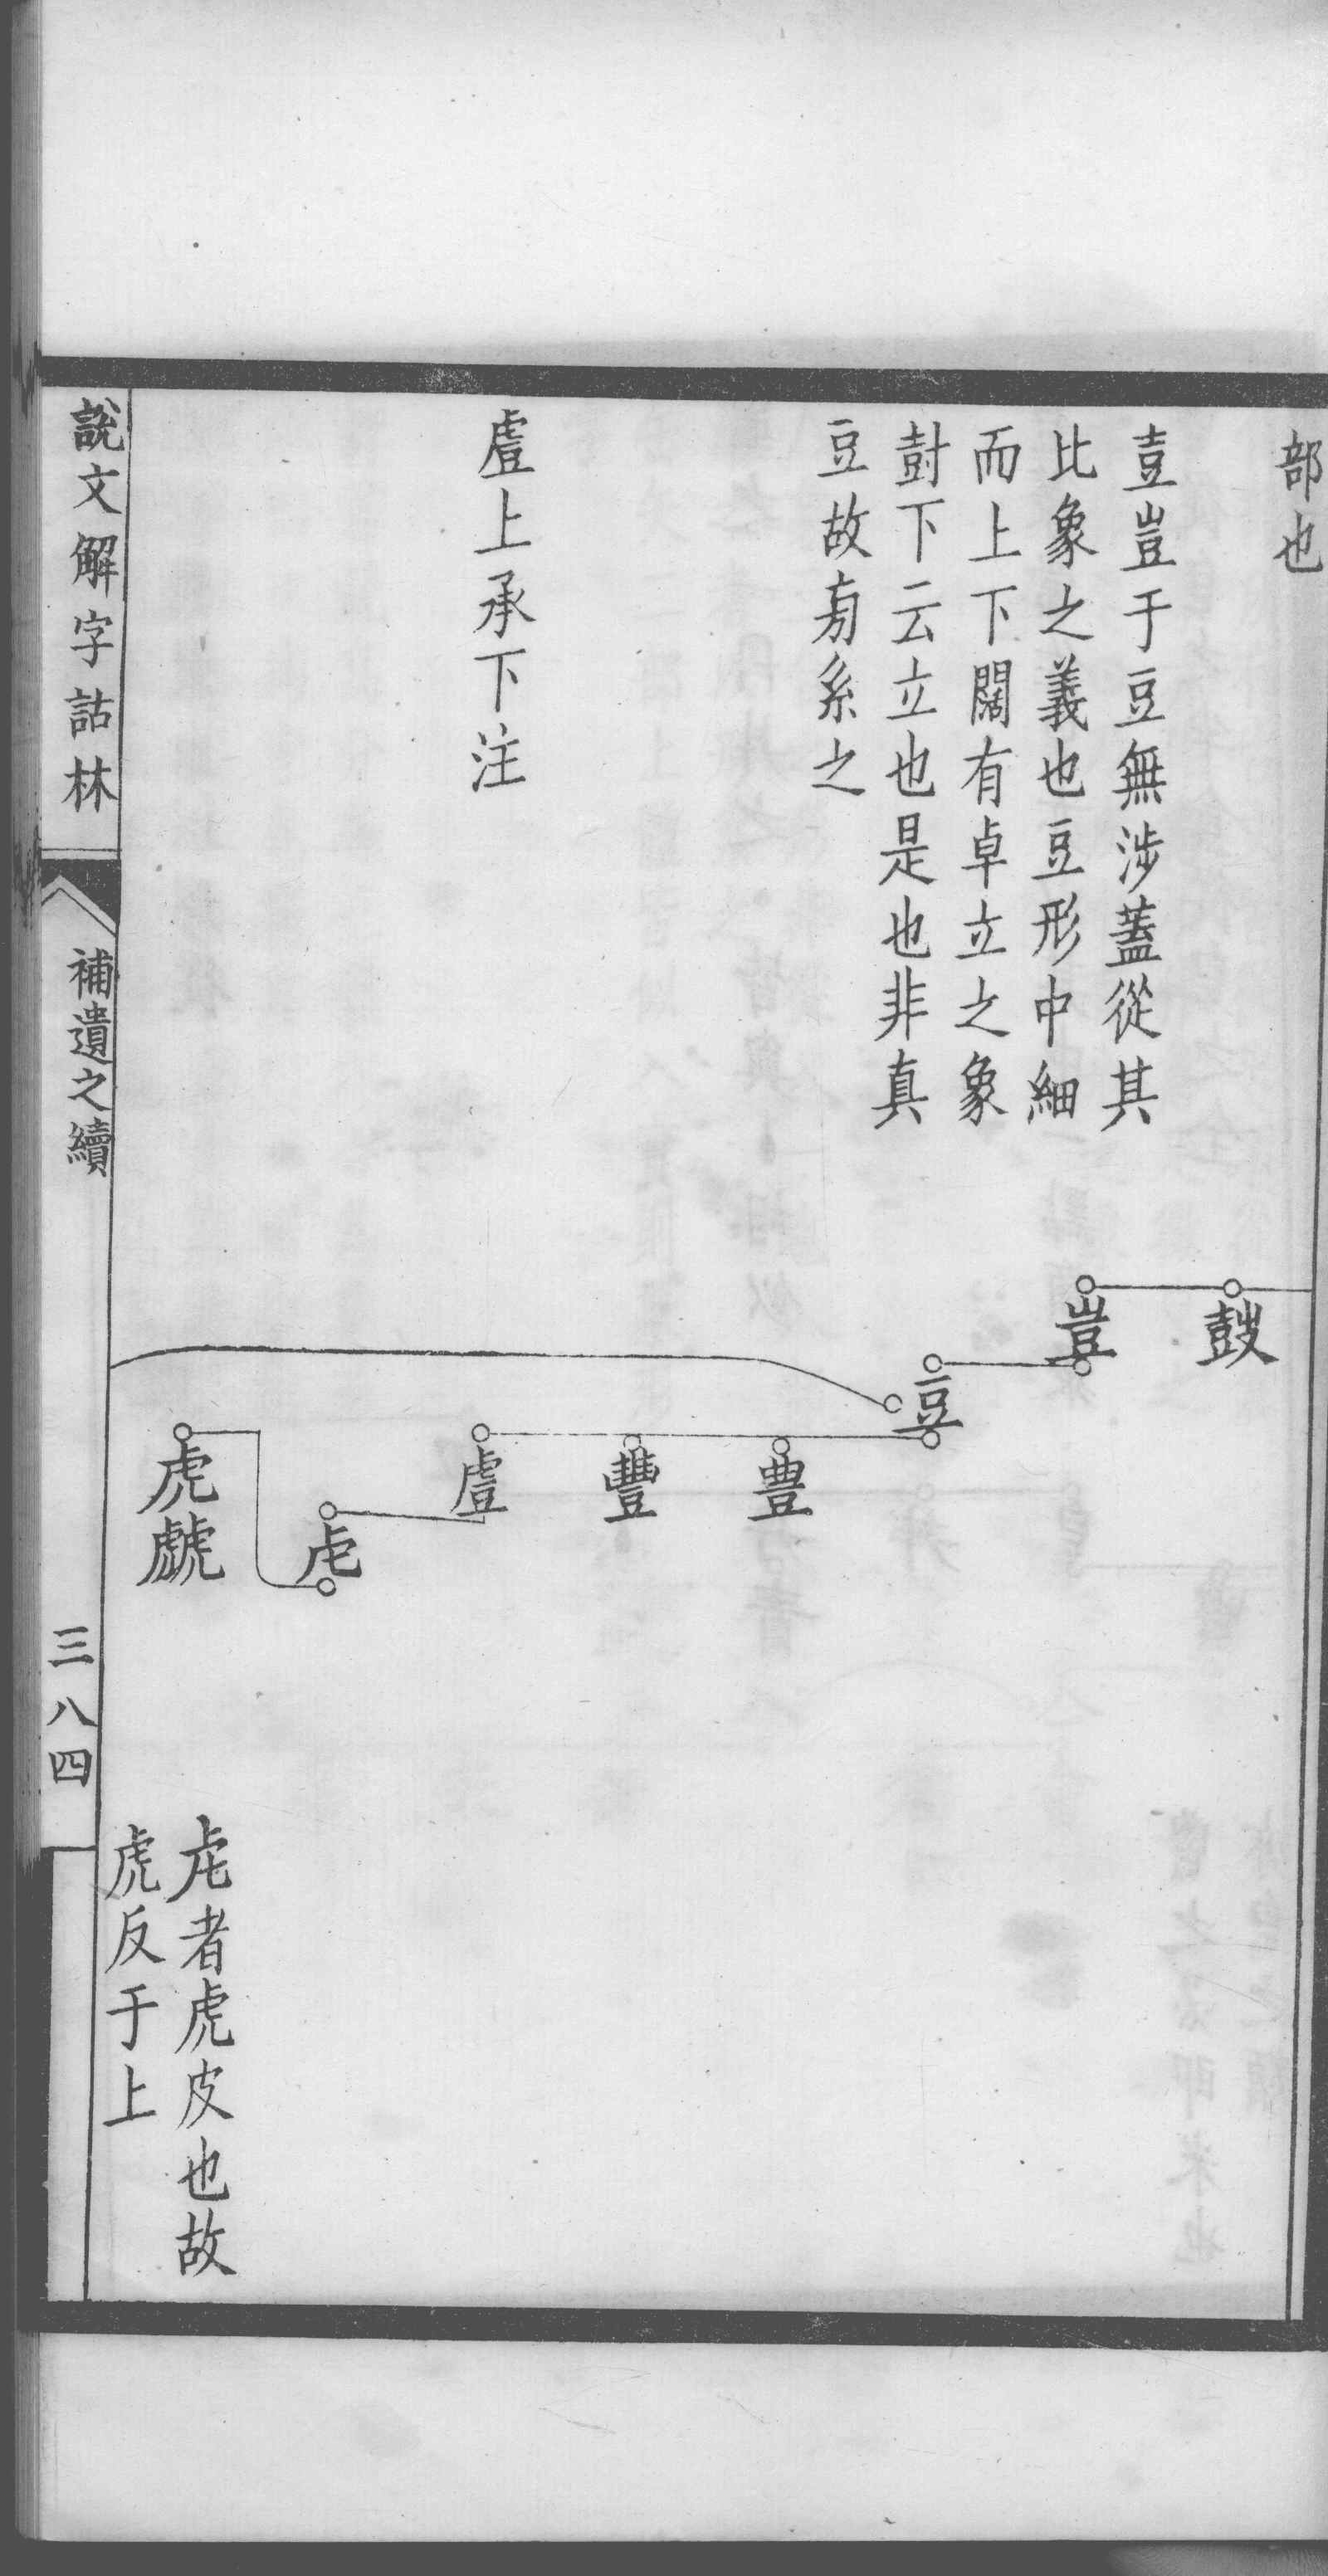 部也
壴豈于豆無涉蓋從其
比象之義也豆形中細
而上下闊有卓立之象
尌下云立也是也非真
豆故旁系之
鼓
豈
豆
豊
豐
䖒上承下注
䖒
虍
虎虤
虍者虎皮也故
虎反于上
說文解字詁林
補遺之續
三八四